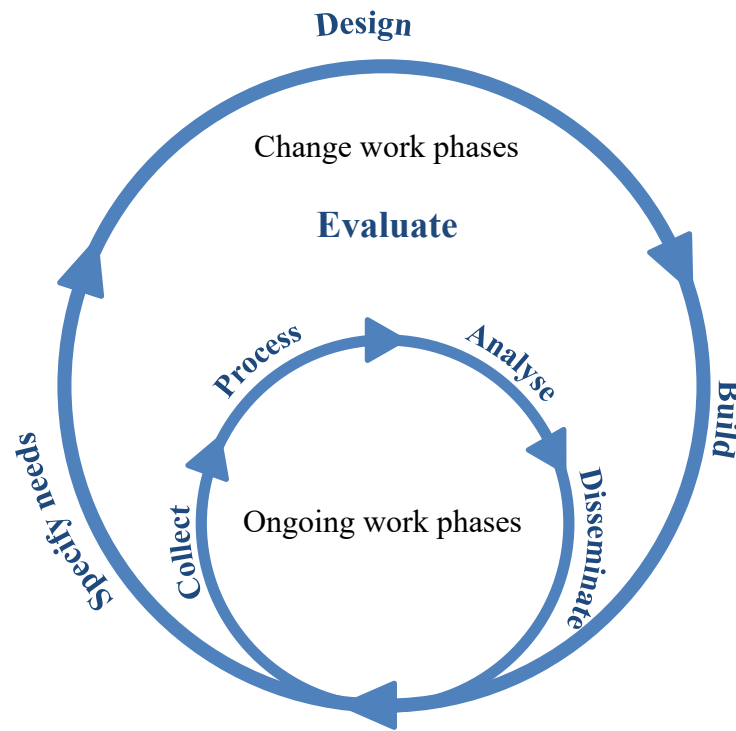 Design
Change work phases
Evaluate
Process
Analyse
Build
Specify needs
Collect
Ongoing work phases
Disseminate